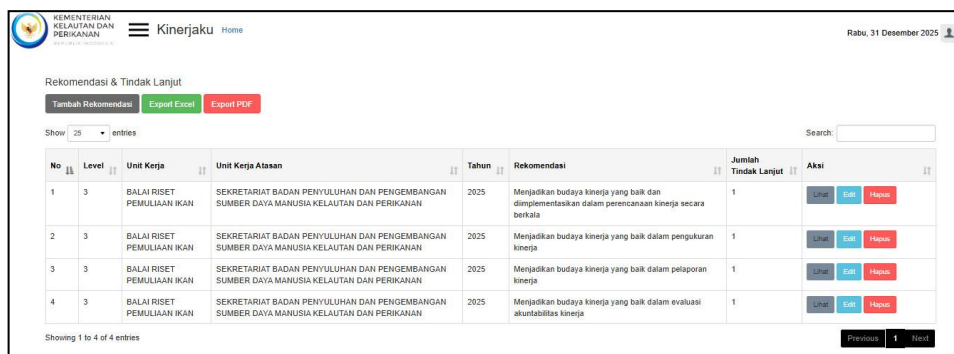 KEMENTERIAN
KELAUTAN DAN
PERIKANAN
REPUBLIK INDONESIA
Kinerjaku Home
Rabu, 31 Desember 2025
Rekomendasi & Tindak Lanjut
Tambah Rekomendasi Export Excel Export PDF
Show 25 entries Search:
No Level Unit Kerja Unit Kerja Atasan Tahun Rekomendasi Jumlah Tindak Lanjut Aksi
1 3 BALAI RISET PEMULIAAN IKAN SEKRETARIAT BADAN PENYULUHAN DAN PENGEMBANGAN SUMBER DAYA MANUSIA KELAUTAN DAN PERIKANAN 2025 Menjadikan budaya kinerja yang baik dan diimplementasikan dalam perencanaan kinerja secara berkala 1 Lihat Edit Hapus
2 3 BALAI RISET PEMULIAAN IKAN SEKRETARIAT BADAN PENYULUHAN DAN PENGEMBANGAN SUMBER DAYA MANUSIA KELAUTAN DAN PERIKANAN 2025 Menjadikan budaya kinerja yang baik dalam pengukuran kinerja 1 Lihat Edit Hapus
3 3 BALAI RISET PEMULIAAN IKAN SEKRETARIAT BADAN PENYULUHAN DAN PENGEMBANGAN SUMBER DAYA MANUSIA KELAUTAN DAN PERIKANAN 2025 Menjadikan budaya kinerja yang baik dalam pelaporan kinerja 1 Lihat Edit Hapus
4 3 BALAI RISET PEMULIAAN IKAN SEKRETARIAT BADAN PENYULUHAN DAN PENGEMBANGAN SUMBER DAYA MANUSIA KELAUTAN DAN PERIKANAN 2025 Menjadikan budaya kinerja yang baik dalam evaluasi akuntabilitas kinerja 1 Lihat Edit Hapus
Showing 1 to 4 of 4 entries
Previous 1 Next